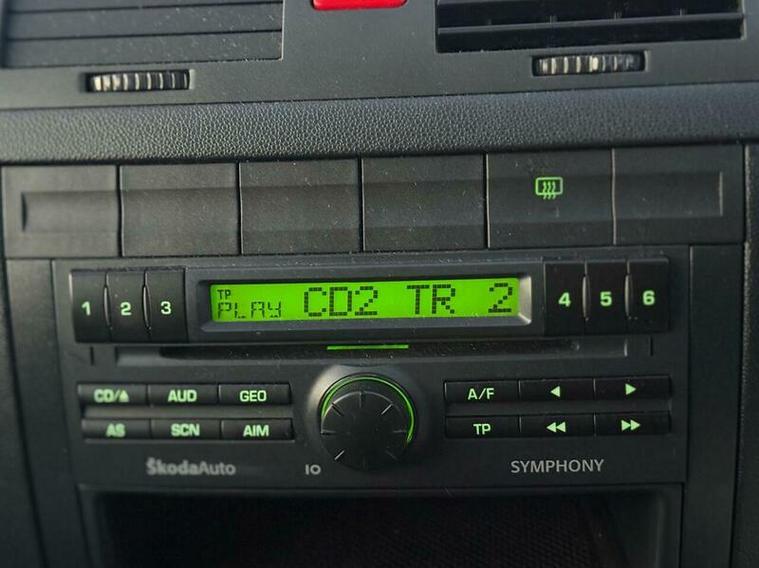 1 2 3
TP
PLAY CD2 TR 2
4 5 6
CD/⏏ AUD GEO
AS SCN AIM
A/F ◀ ▶
TP ◀◀ ▶▶
ŠkodaAuto
IO
SYMPHONY